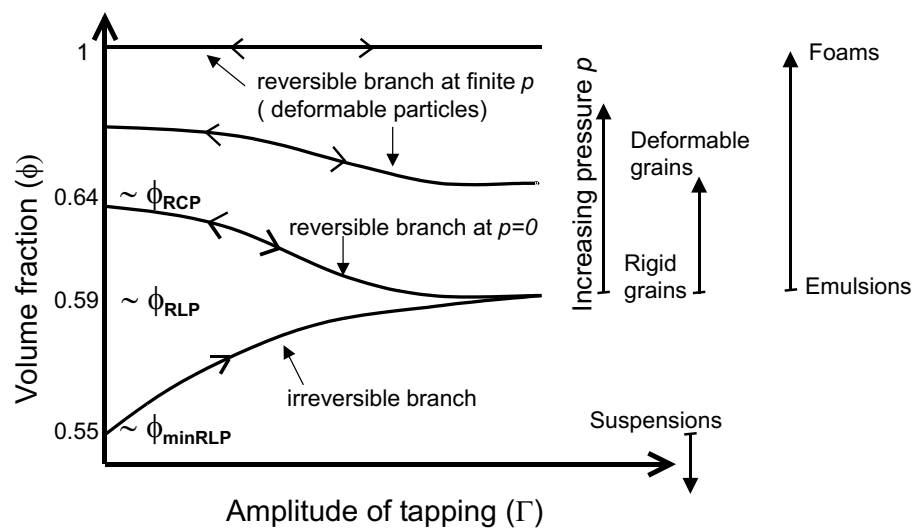 1
reversible branch at finite p
( deformable particles)
Foams
Increasing pressure p
Deformable
grains
Volume fraction (ϕ)
0.64
~ ϕRCP
reversible branch at p=0
Rigid
grains
0.59
~ ϕRLP
Emulsions
irreversible branch
Suspensions
0.55
~ ϕminRLP
Amplitude of tapping (Γ)